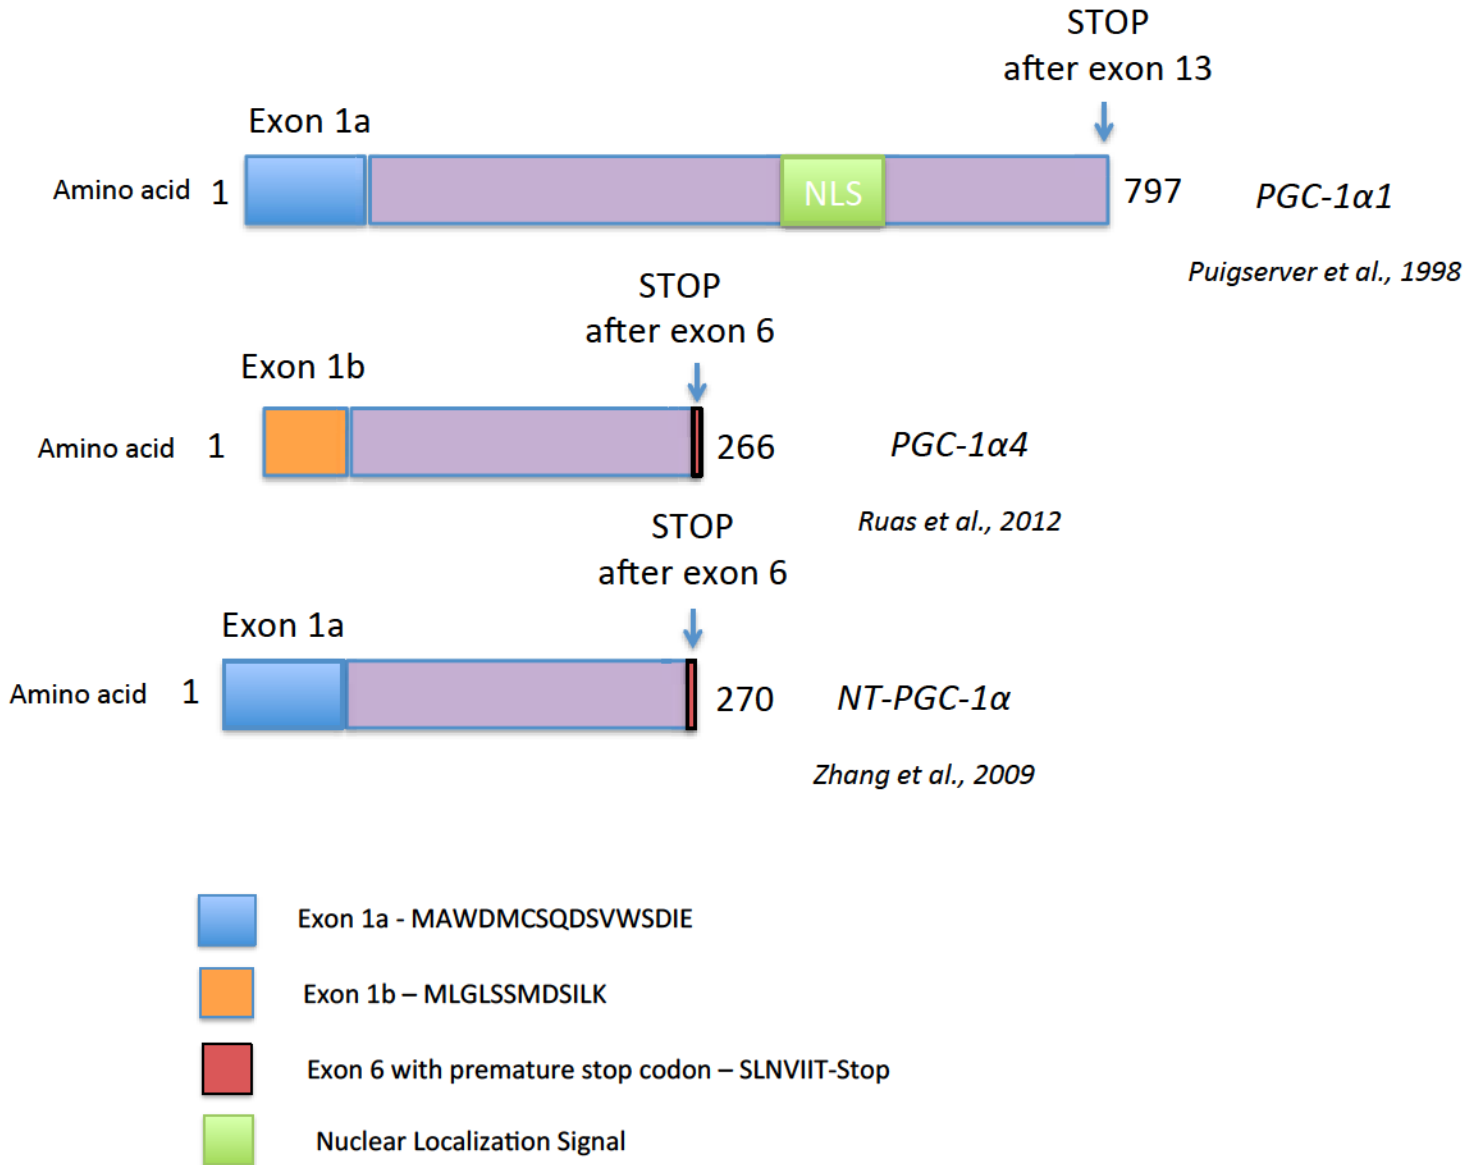 STOP
after exon 13
Exon 1a
Amino acid 1 NLS 797 PGC-1α1
Puigserver et al., 1998
STOP
after exon 6
Exon 1b
Amino acid 1 266 PGC-1α4
Ruas et al., 2012
STOP
after exon 6
Exon 1a
Amino acid 1 270 NT-PGC-1α
Zhang et al., 2009
Exon 1a - MAWDMCSQDSVWSDIE
Exon 1b – MLGLSSMDSILK
Exon 6 with premature stop codon – SLNVIIT-Stop
Nuclear Localization Signal